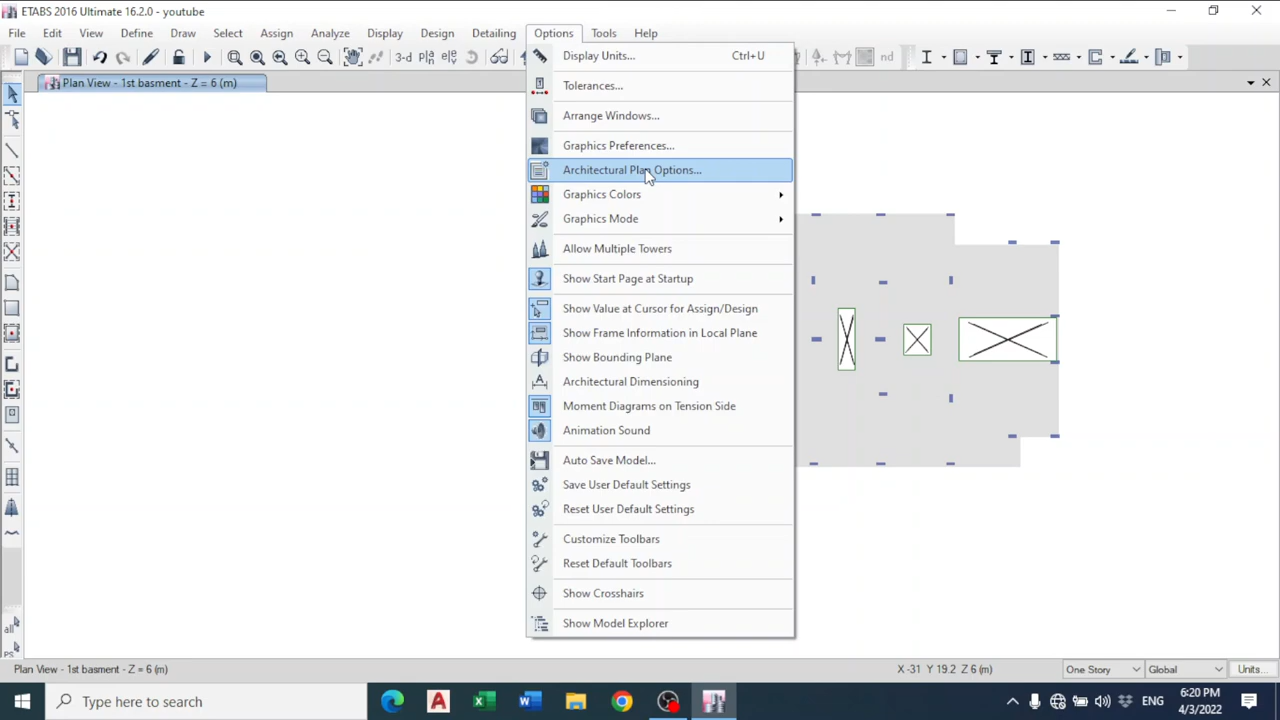 ETABS 2016 Ultimate 16.2.0 - youtube
File Edit View Define Draw Select Assign Analyze Display Design Detailing Options Tools Help
3-d
nd
Plan View - 1st basment - Z = 6 (m)
Display Units... Ctrl+U
Tolerances...
Arrange Windows...
Graphics Preferences...
Architectural Plan Options...
Graphics Colors
Graphics Mode
Allow Multiple Towers
Show Start Page at Startup
Show Value at Cursor for Assign/Design
Show Frame Information in Local Plane
Show Bounding Plane
Architectural Dimensioning
Moment Diagrams on Tension Side
Animation Sound
Auto Save Model...
Save User Default Settings
Reset User Default Settings
Customize Toolbars
Reset Default Toolbars
Show Crosshairs
Show Model Explorer
all
ps
Plan View - 1st basment - Z = 6 (m) X -31 Y 19.2 Z 6 (m) One Story Global Units...
Type here to search
ENG
6:20 PM
4/3/2022